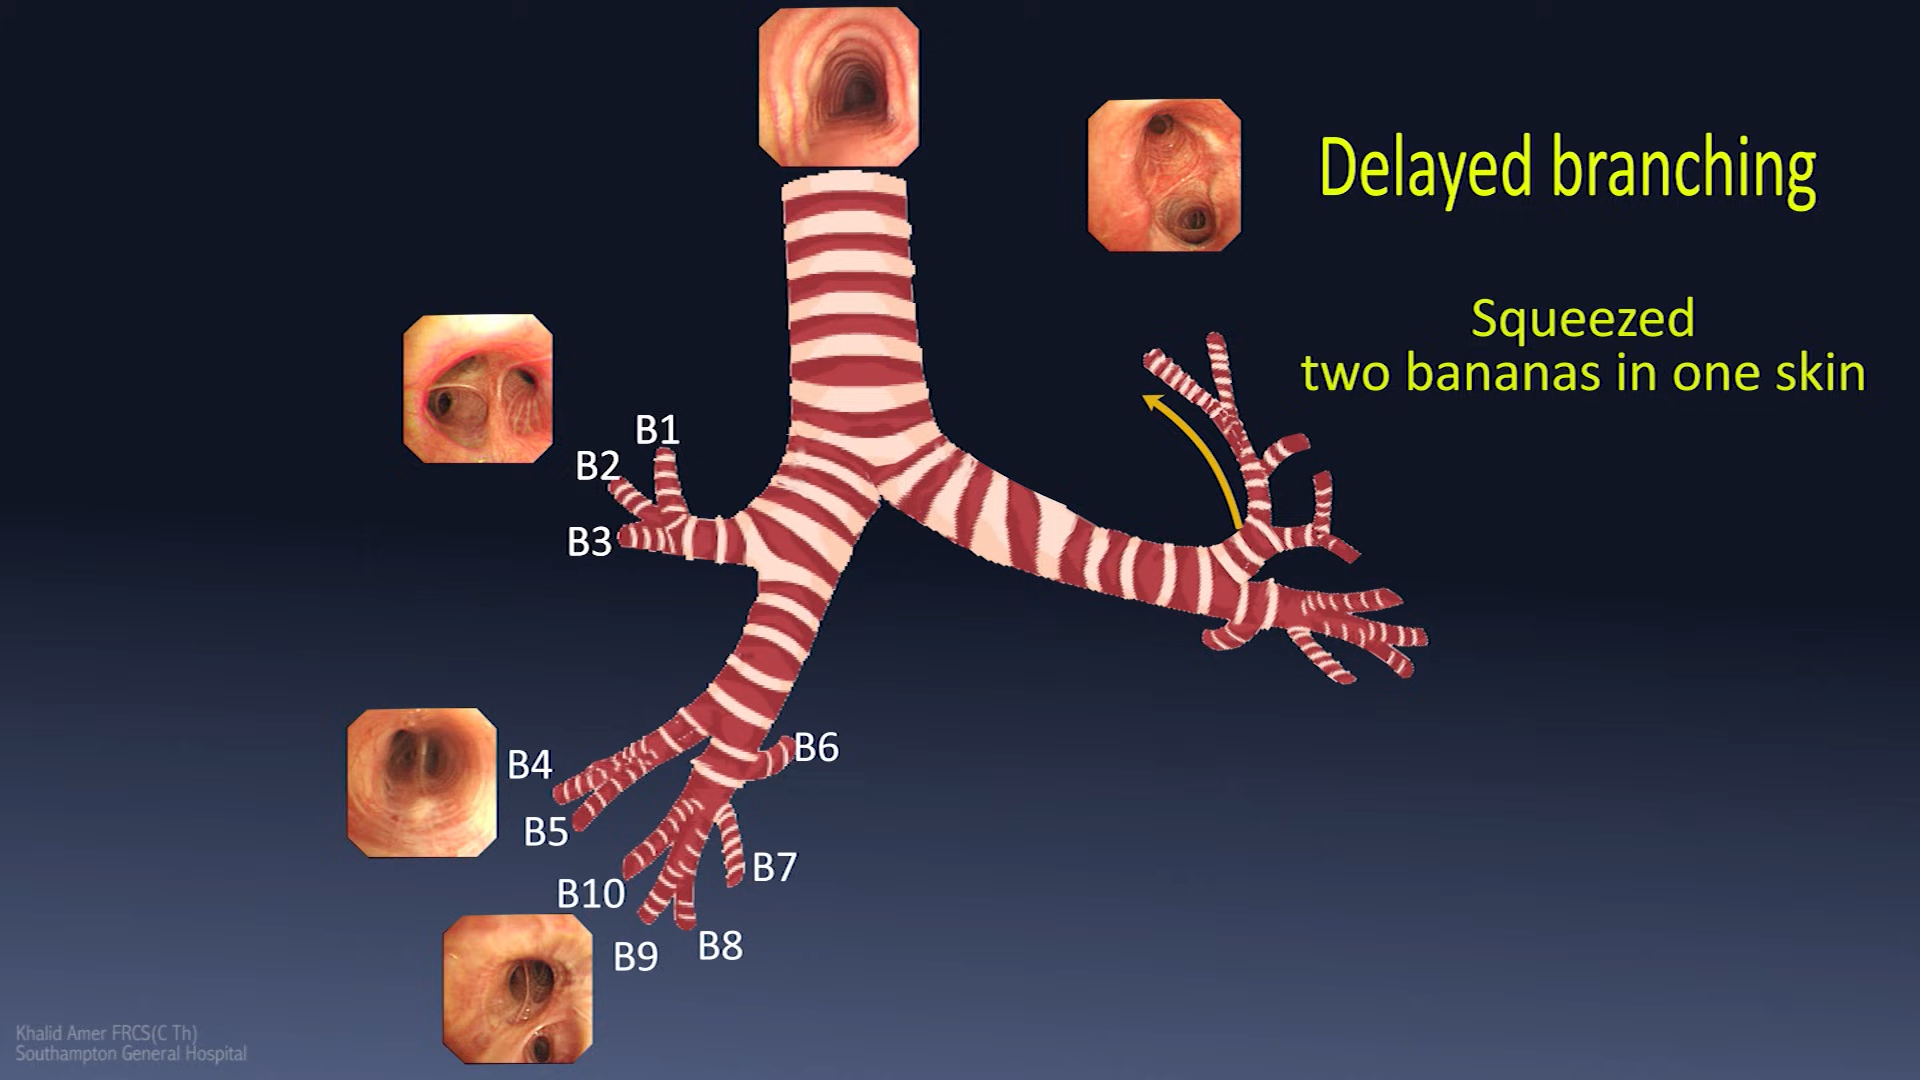 Delayed branching
Squeezed
two bananas in one skin
B1
B2
B3
B4
B5
B6
B7
B10
B9
B8
Khalid Amer FRCS(C Th)
Southampton General Hospital